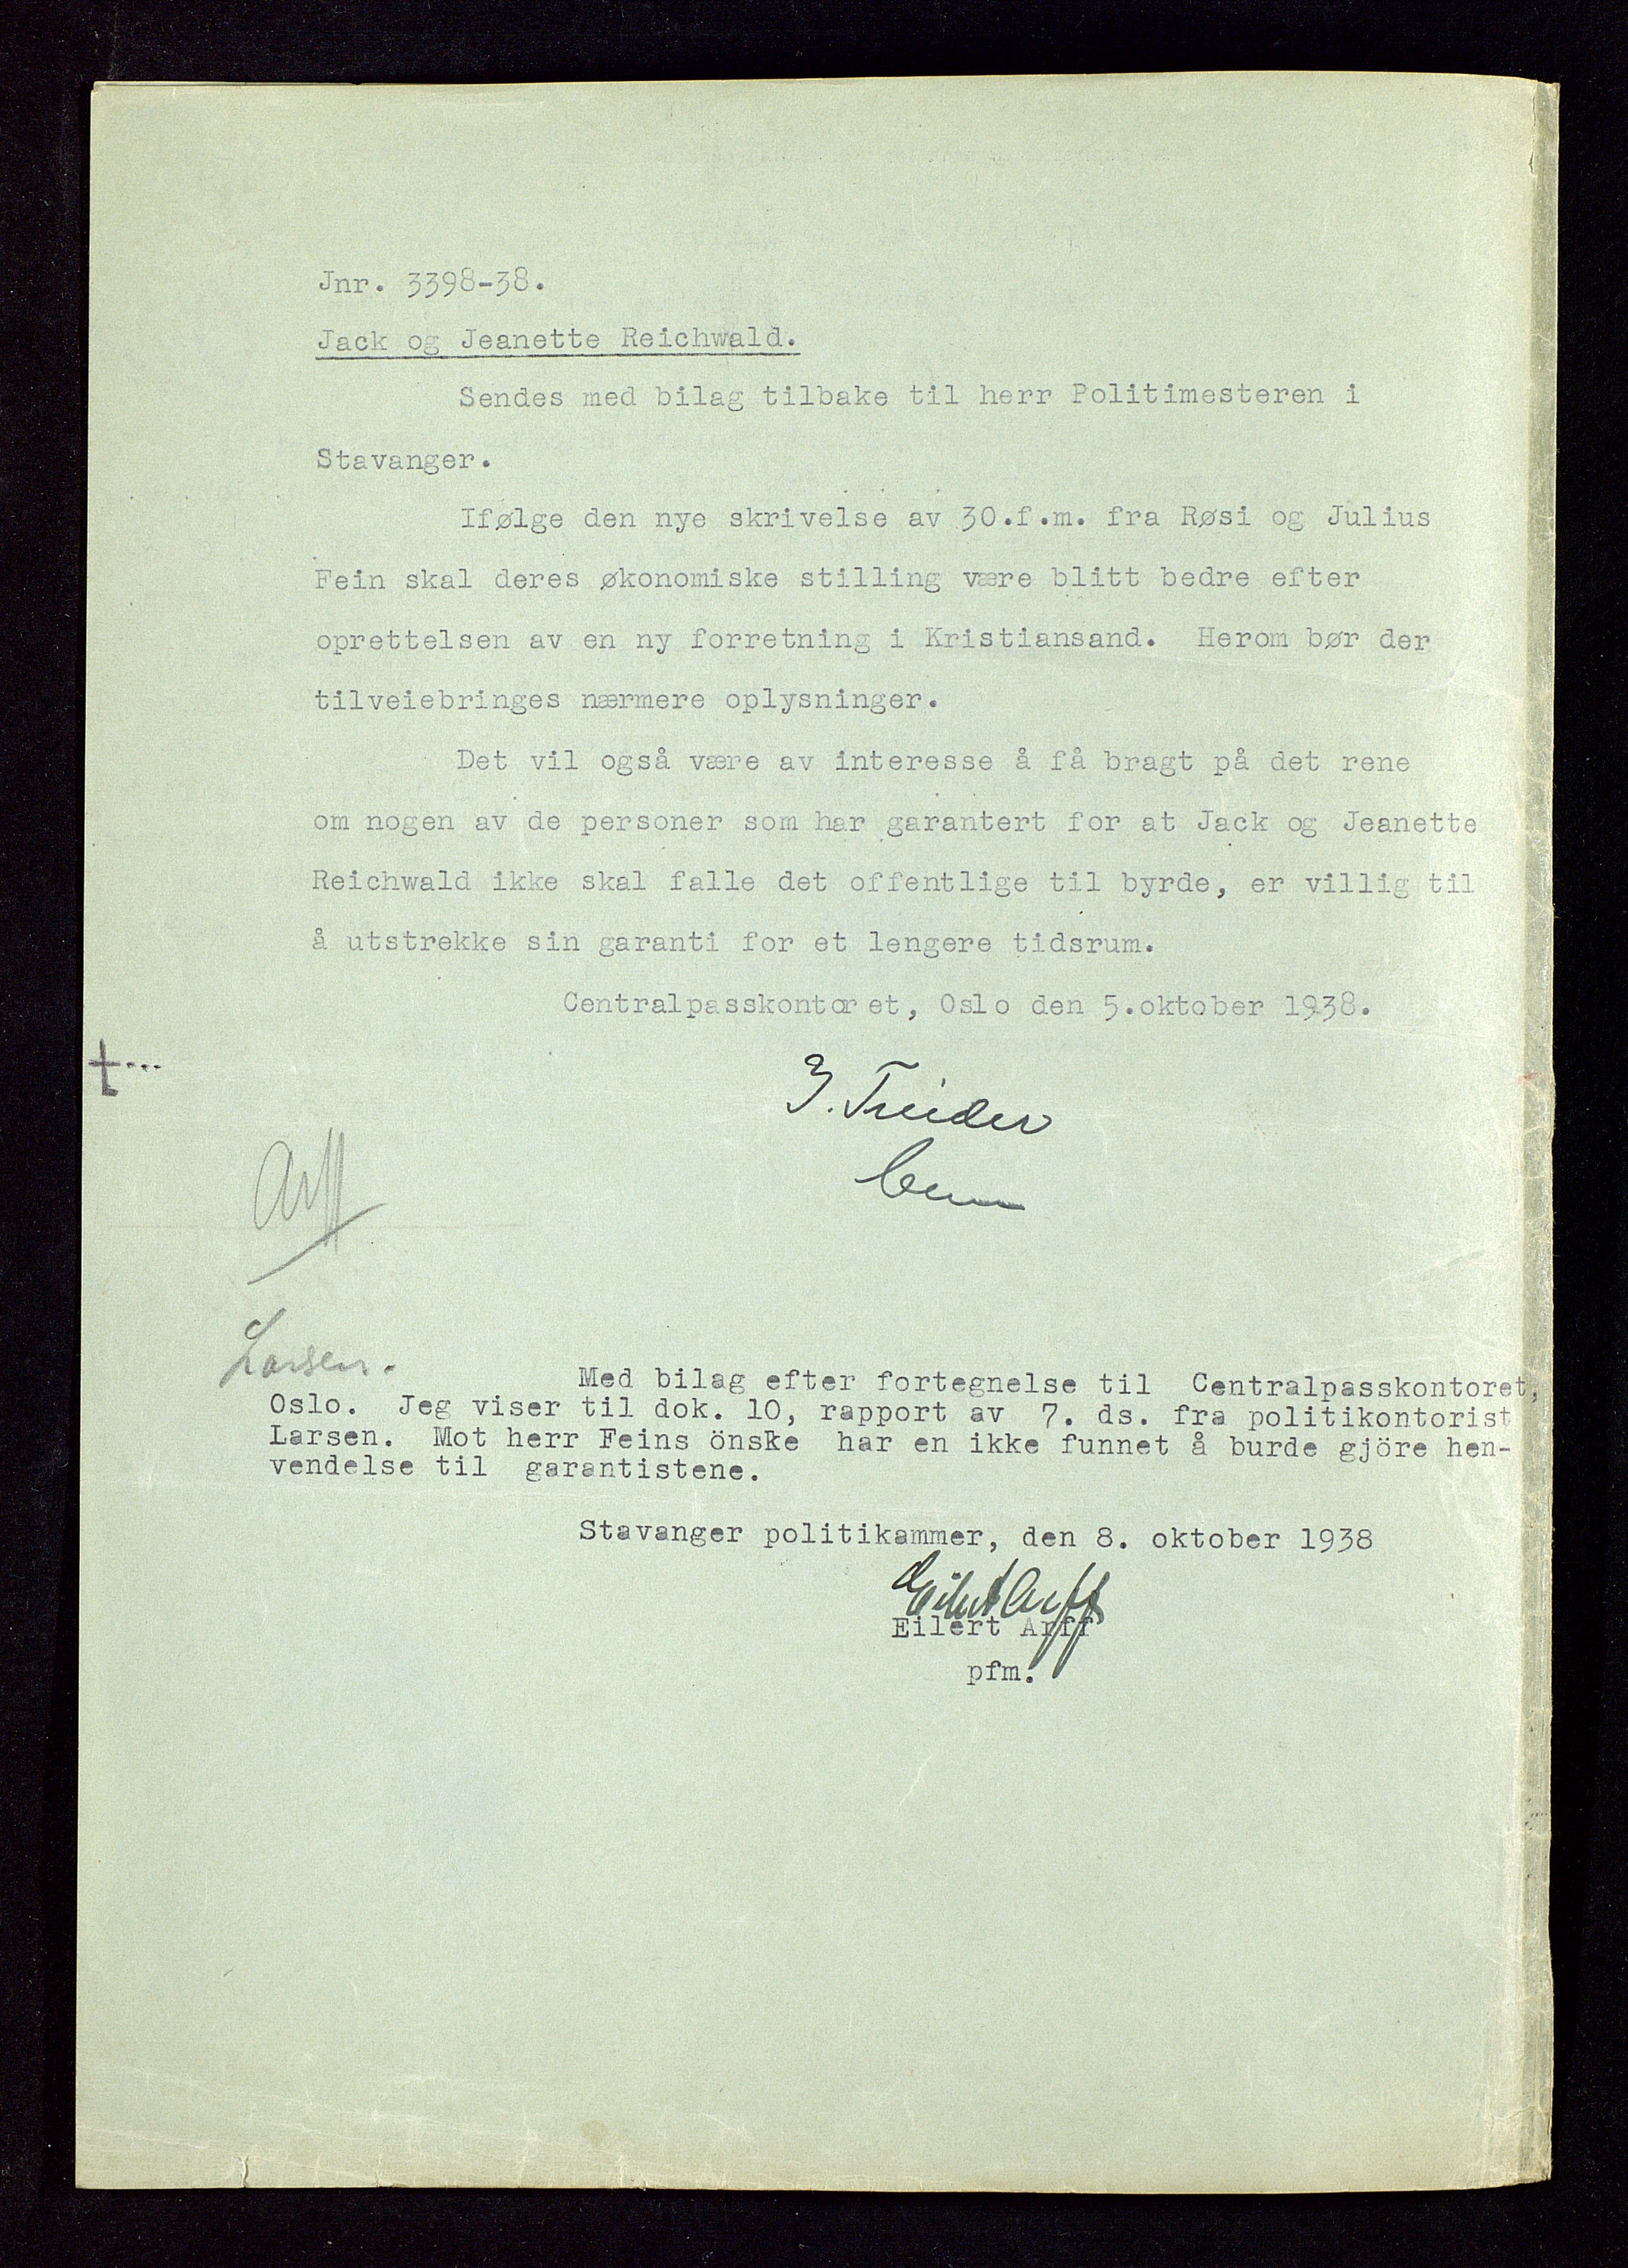 Jnr. 3398-38.
Jack og Jeanette Reichwald.
Sendes med bilag tilbake til herr Politimesteren i
Stavanger.
Ifølge den nye skrivelse av 30.f.m. fra Røsi og Julius
Fein skal deres økonomiske stilling være blitt bedre efter
oprettelsen av en ny forretning i Kristiansand. Herom bør der
tilveiebringes nærmere oplysninger.
Det vil også være av interesse å få bragt på det rene
om nogen av de personer som har garantert for at Jack og Jeanette
Reichwald ikke skal falle det offentlige til byrde, er villig til
å utstrekke sin garanti for et lengere tidsrum.
Centralpasskontoret, Oslo den 5.oktober 1938.
Arff
Larsen.
Med bilag efter fortegnelse til Centralpasskontoret,
Oslo. Jeg viser til dok. 10, rapport av 7. ds. fra politikontorist
Larsen. Mot herr Feins önske har en ikke funnet å burde gjöre hen-
vendelse til garantistene.
Stavanger politikammer, den 8. oktober 1938
Eilert Arff
Eilert Arff
pfm.